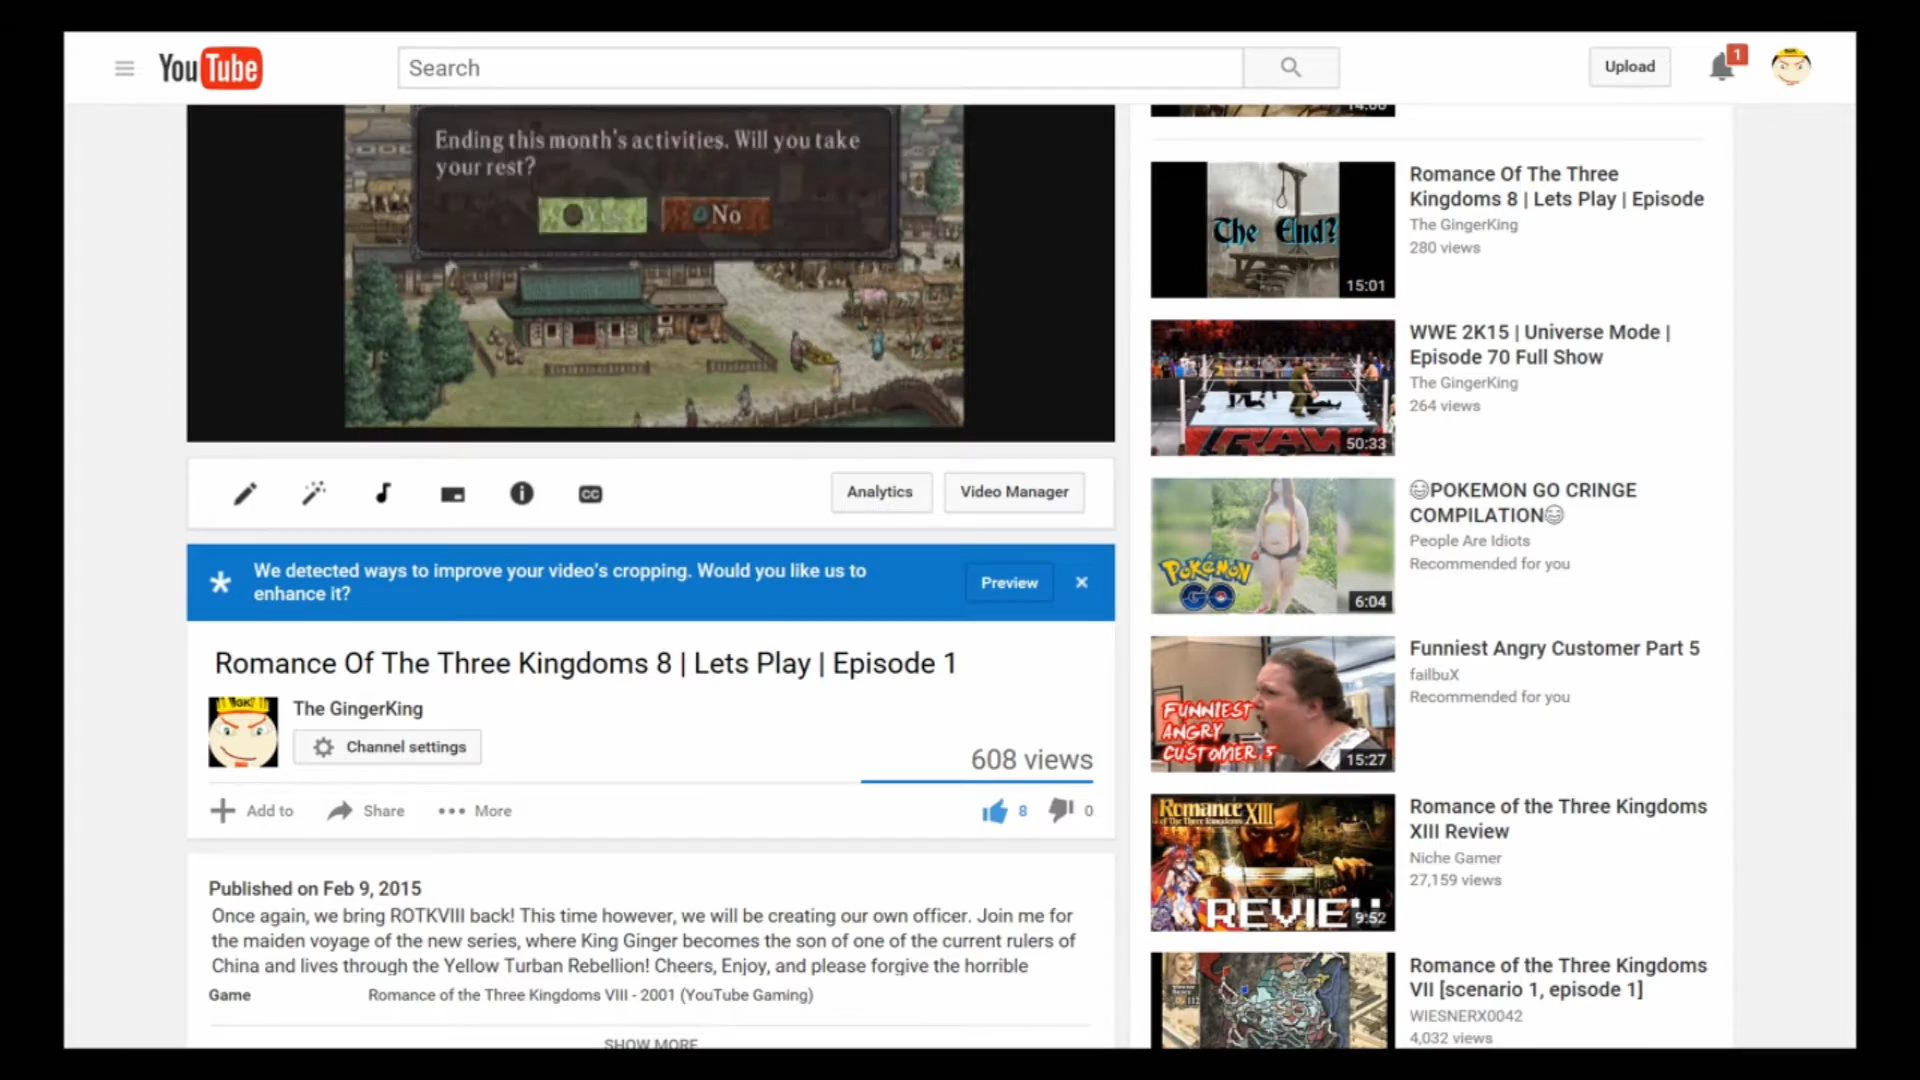 YouTube
Search
Upload
1
Ending this month's activities. Will you take
your rest?
Yes
No
Analytics
Video Manager
We detected ways to improve your video's cropping. Would you like us to
enhance it?
Preview
Romance Of The Three Kingdoms 8 | Lets Play | Episode 1
GK
The GingerKing
Channel settings
608 views
Add to
Share
More
8
0
Published on Feb 9, 2015
Once again, we bring ROTKVIII back! This time however, we will be creating our own officer. Join me for
the maiden voyage of the new series, where King Ginger becomes the son of one of the current rulers of
China and lives through the Yellow Turban Rebellion! Cheers, Enjoy, and please forgive the horrible
Game
Romance of the Three Kingdoms VIII - 2001 (YouTube Gaming)
SHOW MORE
14:00
The End?
15:01
Romance Of The Three
Kingdoms 8 | Lets Play | Episode
The GingerKing
280 views
RAW
50:33
WWE 2K15 | Universe Mode |
Episode 70 Full Show
The GingerKing
264 views
POKÉMON
GO
6:04
😂POKEMON GO CRINGE
COMPILATION😂
People Are Idiots
Recommended for you
FUNNIEST
ANGRY
CUSTOMER 5
15:27
Funniest Angry Customer Part 5
failbuX
Recommended for you
Romance XIII
of The Three Kingdoms
REVIEW
9:52
Romance of the Three Kingdoms
XIII Review
Niche Gamer
27,159 views
Romance of the Three Kingdoms
VII [scenario 1, episode 1]
WIESNERX0042
4,032 views